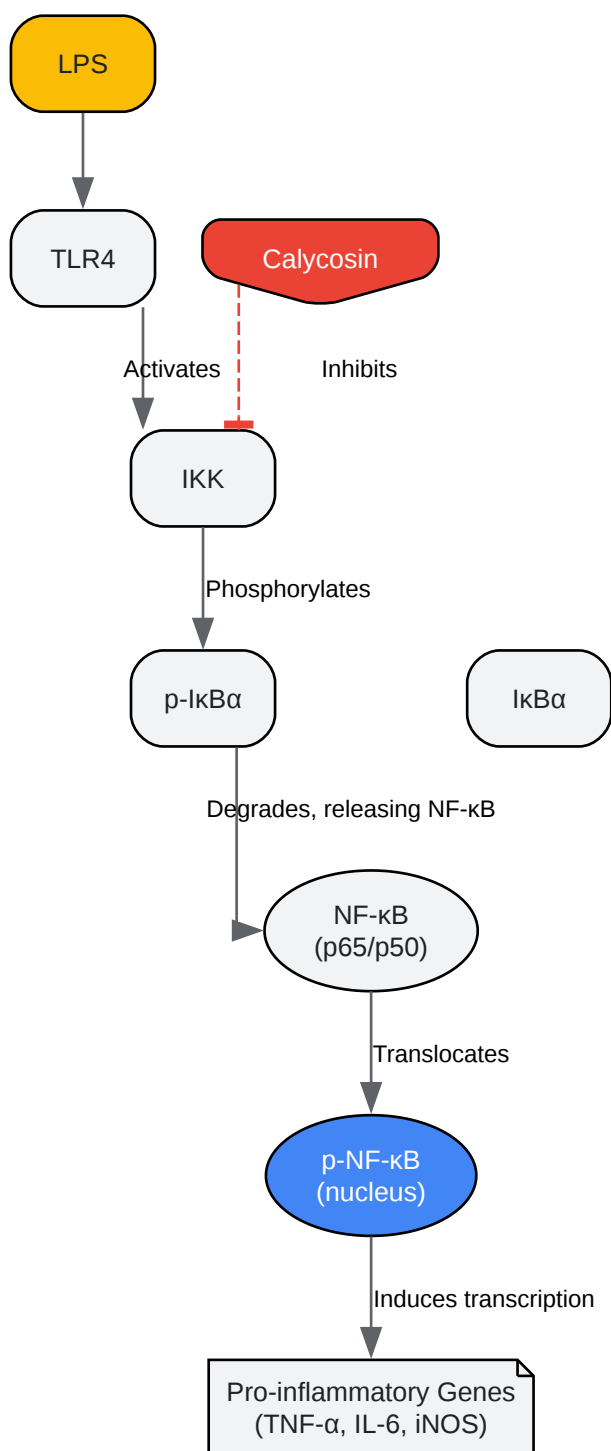 LPS
TLR4
Calycosin
Activates
Inhibits
IKK
Phosphorylates
p-IκBα
IκBα
Degrades, releasing NF-κB
NF-κB
(p65/p50)
Translocates
p-NF-κB
(nucleus)
Induces transcription
Pro-inflammatory Genes
(TNF-α, IL-6, iNOS)